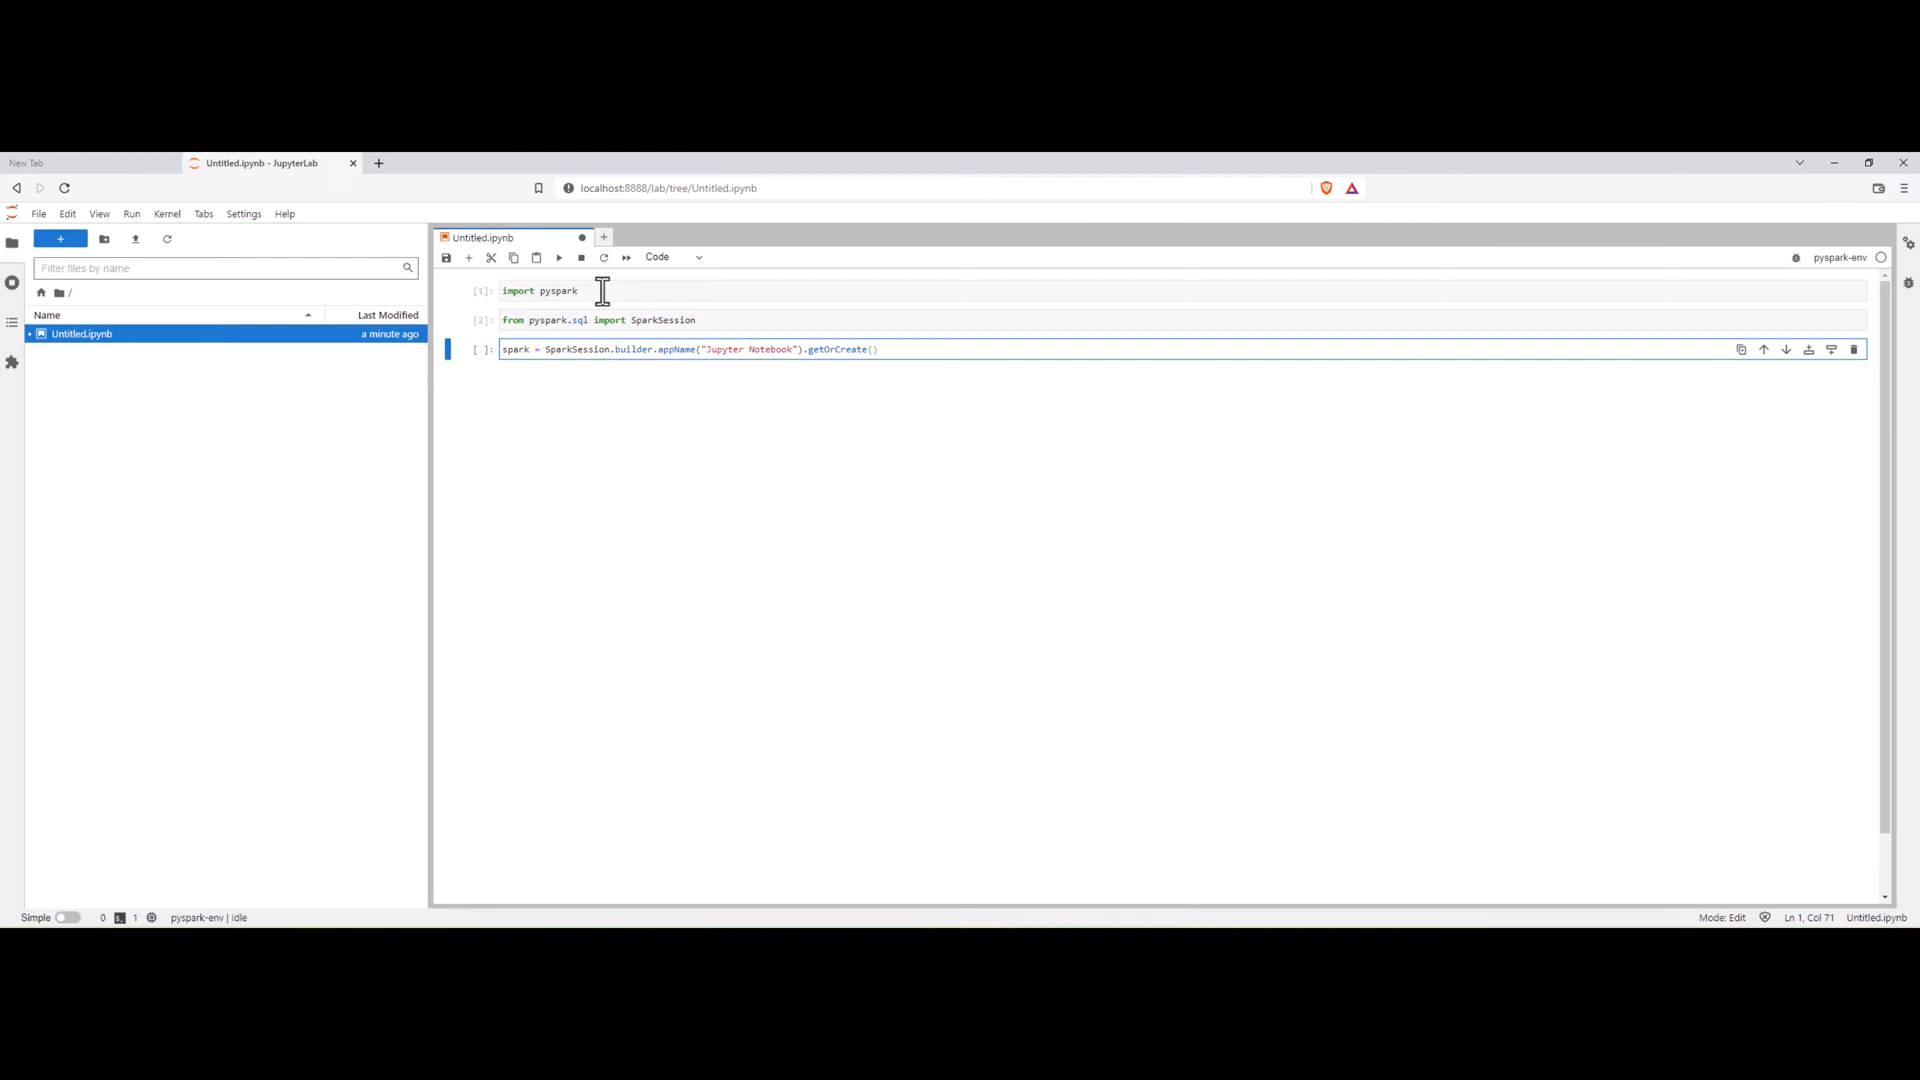 New Tab
Untitled.ipynb - JupyterLab
localhost:8888/lab/tree/Untitled.ipynb
File Edit View Run Kernel Tabs Settings Help
Untitled.ipynb
Filter files by name
Code
pyspark-env
/
Name Last Modified
Untitled.ipynb a minute ago
[1]: import pyspark
[2]: from pyspark.sql import SparkSession
[ ]: spark = SparkSession.builder.appName("Jupyter Notebook").getOrCreate()
Simple 0 1 pyspark-env | Idle
Mode: Edit Ln 1, Col 71 Untitled.ipynb